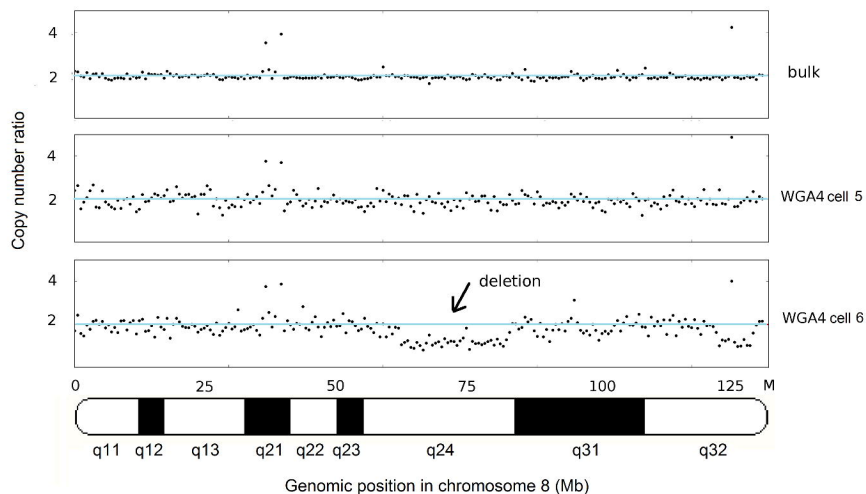 4
2
bulk
4
2
WGA4 cell 5
4
2
deletion
WGA4 cell 6
Copy number ratio
0 25 50 75 100 125 M
q11 q12 q13 q21 q22 q23 q24 q31 q32
Genomic position in chromosome 8 (Mb)